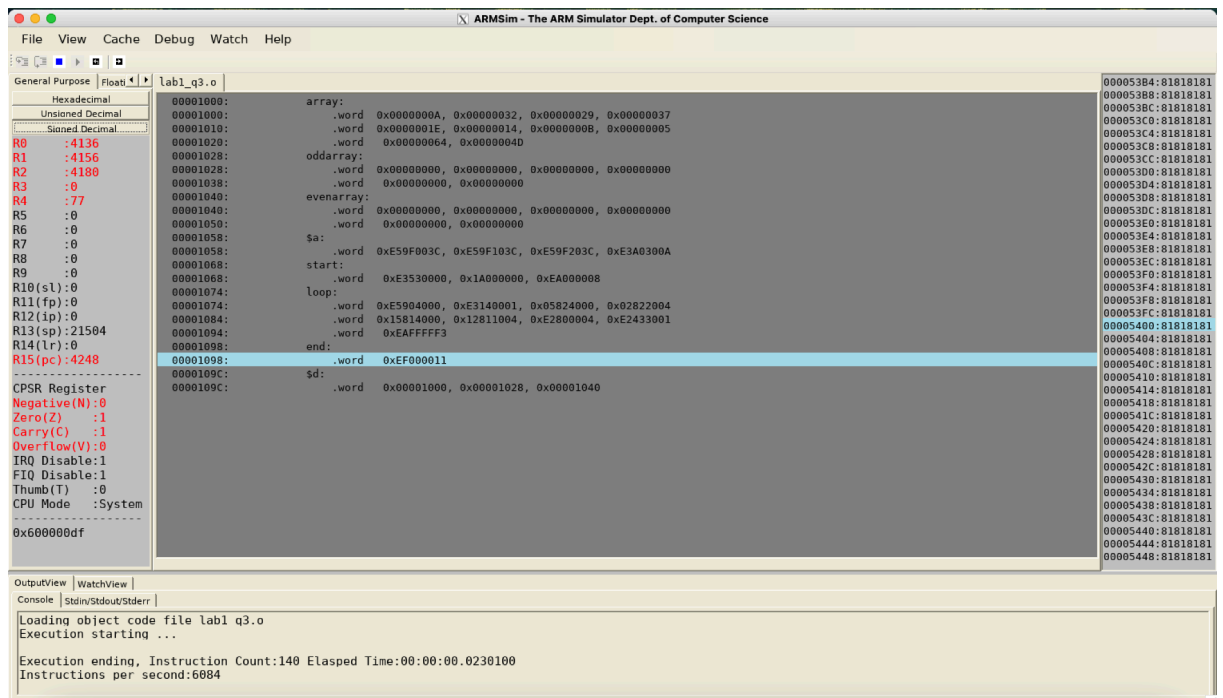 ARMSim - The ARM Simulator Dept. of Computer Science
File View Cache Debug Watch Help
General Purpose Floati
lab1_q3.o
Hexadecimal
Unsigned Decimal
Signed Decimal
R0 :4136
R1 :4156
R2 :4180
R3 :0
R4 :77
R5 :0
R6 :0
R7 :0
R8 :0
R9 :0
R10(sl):0
R11(fp):0
R12(ip):0
R13(sp):21504
R14(lr):0
R15(pc):4248
------------------
CPSR Register
Negative(N):0
Zero(Z) :1
Carry(C) :1
Overflow(V):0
IRQ Disable:1
FIQ Disable:1
Thumb(T) :0
CPU Mode :System
------------------
0x600000df
00001000: array:
00001000: .word 0x0000000A, 0x00000032, 0x00000029, 0x00000037
00001010: .word 0x0000001E, 0x00000014, 0x0000000B, 0x00000005
00001020: .word 0x00000064, 0x0000004D
00001028: oddarray:
00001028: .word 0x00000000, 0x00000000, 0x00000000, 0x00000000
00001038: .word 0x00000000, 0x00000000
00001040: evenarray:
00001040: .word 0x00000000, 0x00000000, 0x00000000, 0x00000000
00001050: .word 0x00000000, 0x00000000
00001058: $a:
00001058: .word 0xE59F003C, 0xE59F103C, 0xE59F203C, 0xE3A0300A
00001068: start:
00001068: .word 0xE3530000, 0x1A000000, 0xEA000008
00001074: loop:
00001074: .word 0xE5904000, 0xE3140001, 0x05824000, 0x02822004
00001084: .word 0x15814000, 0x12811004, 0xE2800004, 0xE2433001
00001094: .word 0xEAFFFFF3
00001098: end:
00001098: .word 0xEF000011
0000109C: $d:
0000109C: .word 0x00001000, 0x00001028, 0x00001040
000053B4:81818181
000053B8:81818181
000053BC:81818181
000053C0:81818181
000053C4:81818181
000053C8:81818181
000053CC:81818181
000053D0:81818181
000053D4:81818181
000053D8:81818181
000053DC:81818181
000053E0:81818181
000053E4:81818181
000053E8:81818181
000053EC:81818181
000053F0:81818181
000053F4:81818181
000053F8:81818181
000053FC:81818181
00005400:81818181
00005404:81818181
00005408:81818181
0000540C:81818181
00005410:81818181
00005414:81818181
00005418:81818181
0000541C:81818181
00005420:81818181
00005424:81818181
00005428:81818181
0000542C:81818181
00005430:81818181
00005434:81818181
00005438:81818181
0000543C:81818181
00005440:81818181
00005444:81818181
00005448:81818181
OutputView WatchView
Console Stdin/Stdout/Stderr
Loading object code file lab1_q3.o
Execution starting ...
Execution ending, Instruction Count:140 Elasped Time:00:00:00.0230100
Instructions per second:6084